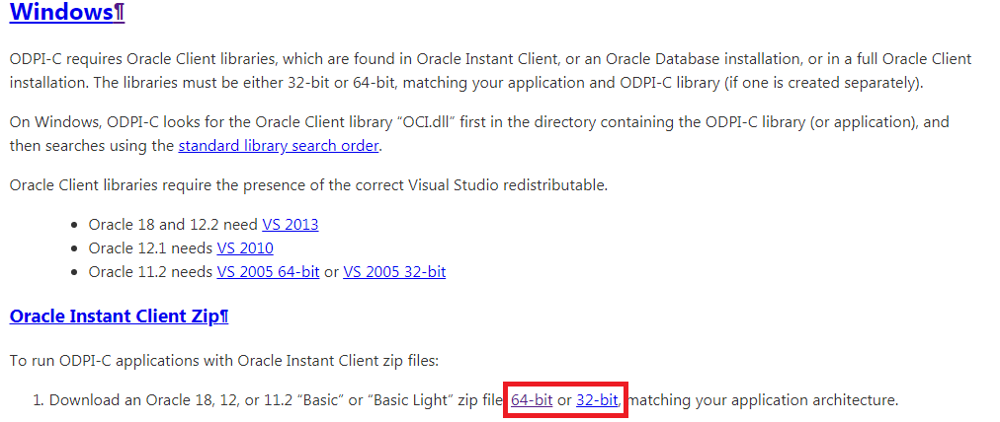 Windows¶
ODPI-C requires Oracle Client libraries, which are found in Oracle Instant Client, or an Oracle Database installation, or in a full Oracle Client
installation. The libraries must be either 32-bit or 64-bit, matching your application and ODPI-C library (if one is created separately).
On Windows, ODPI-C looks for the Oracle Client library “OCI.dll” first in the directory containing the ODPI-C library (or application), and
then searches using the standard library search order.
Oracle Client libraries require the presence of the correct Visual Studio redistributable.
• Oracle 18 and 12.2 need VS 2013
• Oracle 12.1 needs VS 2010
• Oracle 11.2 needs VS 2005 64-bit or VS 2005 32-bit
Oracle Instant Client Zip¶
To run ODPI-C applications with Oracle Instant Client zip files:
1. Download an Oracle 18, 12, or 11.2 “Basic” or “Basic Light” zip file 64-bit or 32-bit, matching your application architecture.